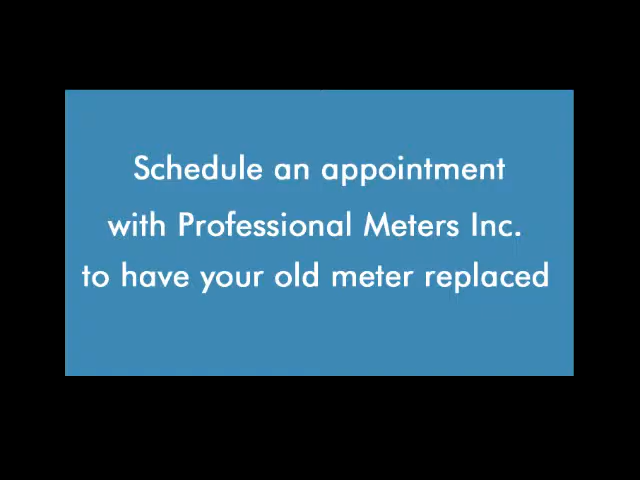 Schedule an appointment
with Professional Meters Inc.
to have your old meter replaced